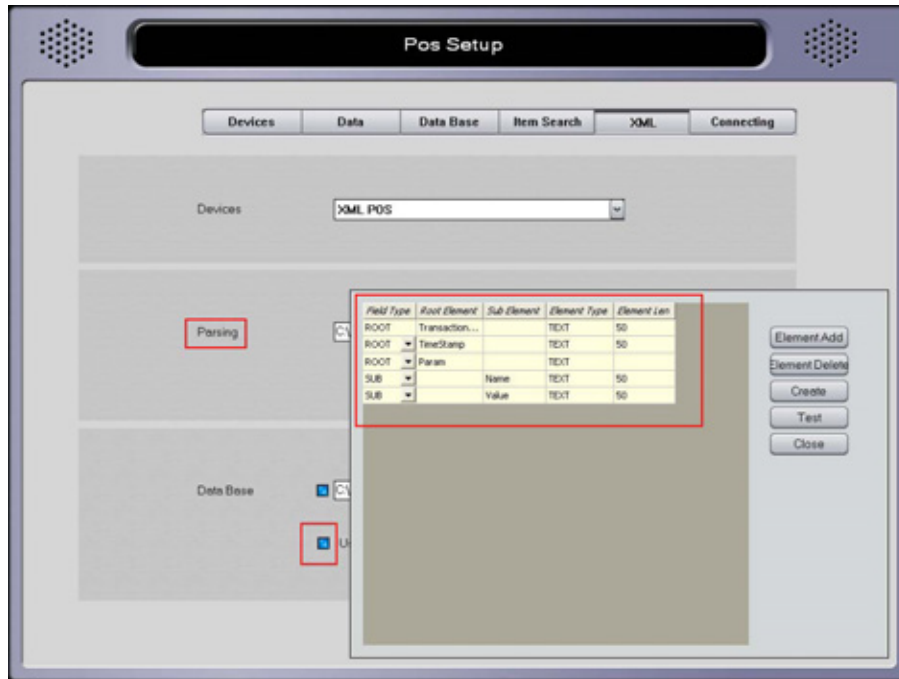 Pos Setup
Devices Data Data Base Item Search XML Connecting
Devices XML POS
Parsing C:\
Field Type Root Element Sub Element Element Type Element Len
ROOT Transaction... TEXT 50
ROOT TimeStamp TEXT 50
ROOT Param TEXT
SUB Name TEXT 50
SUB Value TEXT 50
Element Add
Element Delete
Create
Test
Close
Data Base C:\